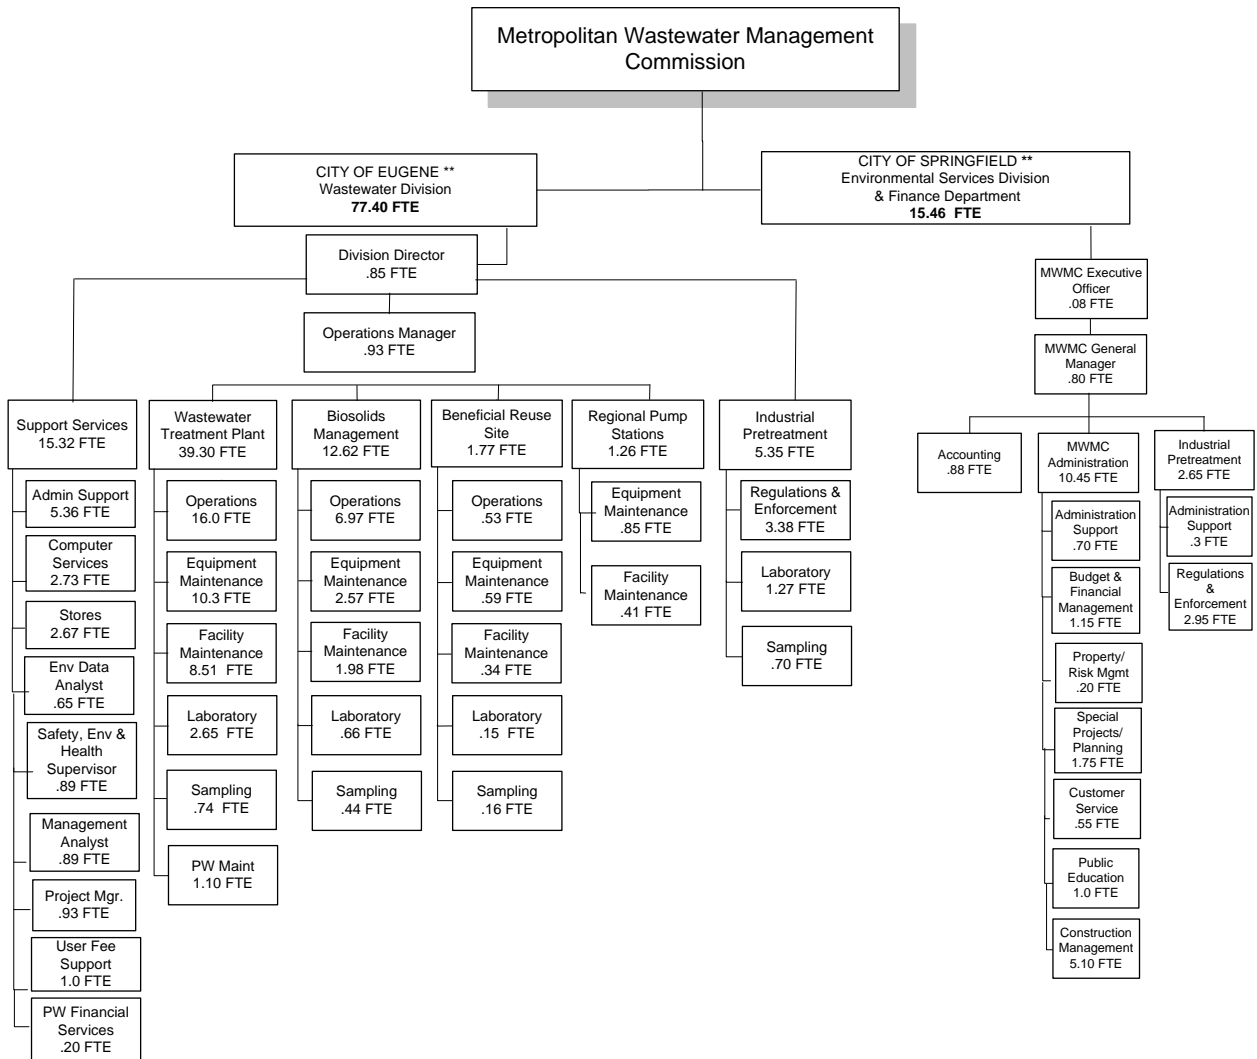 Metropolitan Wastewater Management
Commission
CITY OF EUGENE **
Wastewater Division
77.40 FTE
CITY OF SPRINGFIELD **
Environmental Services Division
& Finance Department
15.46 FTE
Division Director
.85 FTE
Operations Manager
.93 FTE
MWMC Executive
Officer
.08 FTE
MWMC General
Manager
.80 FTE
Support Services
15.32 FTE
Admin Support
5.36 FTE
Computer
Services
2.73 FTE
Stores
2.67 FTE
Env Data
Analyst
.65 FTE
Safety, Env &
Health
Supervisor
.89 FTE
Management
Analyst
.89 FTE
Project Mgr.
.93 FTE
User Fee
Support
1.0 FTE
PW Financial
Services
.20 FTE
Wastewater
Treatment Plant
39.30 FTE
Operations
16.0 FTE
Equipment
Maintenance
10.3 FTE
Facility
Maintenance
8.51 FTE
Laboratory
2.65 FTE
Sampling
.74 FTE
PW Maint
1.10 FTE
Biosolids
Management
12.62 FTE
Operations
6.97 FTE
Equipment
Maintenance
2.57 FTE
Facility
Maintenance
1.98 FTE
Laboratory
.66 FTE
Sampling
.44 FTE
Beneficial Reuse
Site
1.77 FTE
Operations
.53 FTE
Equipment
Maintenance
.59 FTE
Facility
Maintenance
.34 FTE
Laboratory
.15 FTE
Sampling
.16 FTE
Regional Pump
Stations
1.26 FTE
Equipment
Maintenance
.85 FTE
Facility
Maintenance
.41 FTE
Industrial
Pretreatment
5.35 FTE
Regulations &
Enforcement
3.38 FTE
Laboratory
1.27 FTE
Sampling
.70 FTE
Accounting
.88 FTE
MWMC
Administration
10.45 FTE
Administration
Support
.70 FTE
Budget &
Financial
Management
1.15 FTE
Property/
Risk Mgmt
.20 FTE
Special
Projects/
Planning
1.75 FTE
Customer
Service
.55 FTE
Public
Education
1.0 FTE
Construction
Management
5.10 FTE
Industrial
Pretreatment
2.65 FTE
Administration
Support
.3 FTE
Regulations
&
Enforcement
2.95 FTE